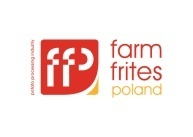 potato processing industry
ffp
farm
frites
poland